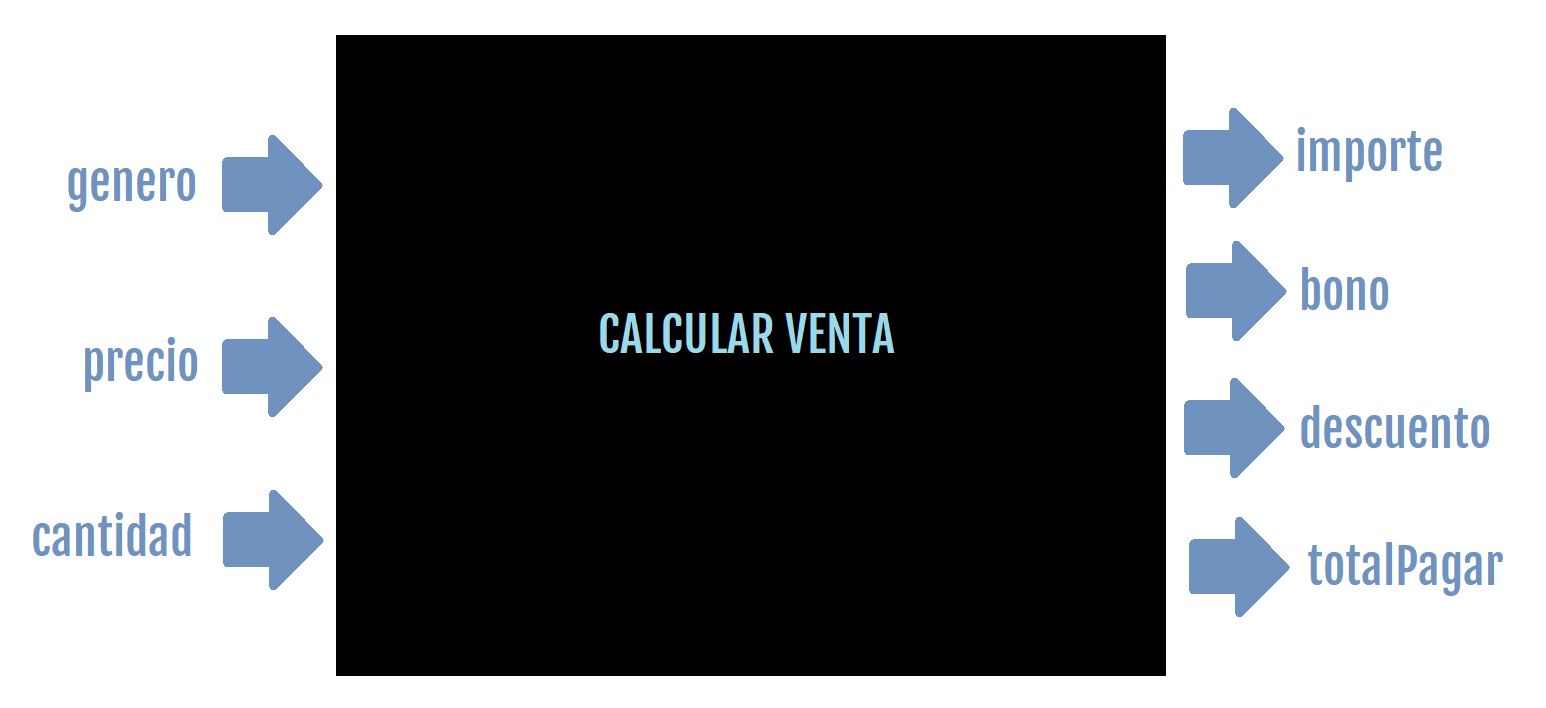 genero
precio
cantidad
CALCULAR VENTA
importe
bono
descuento
totalPagar